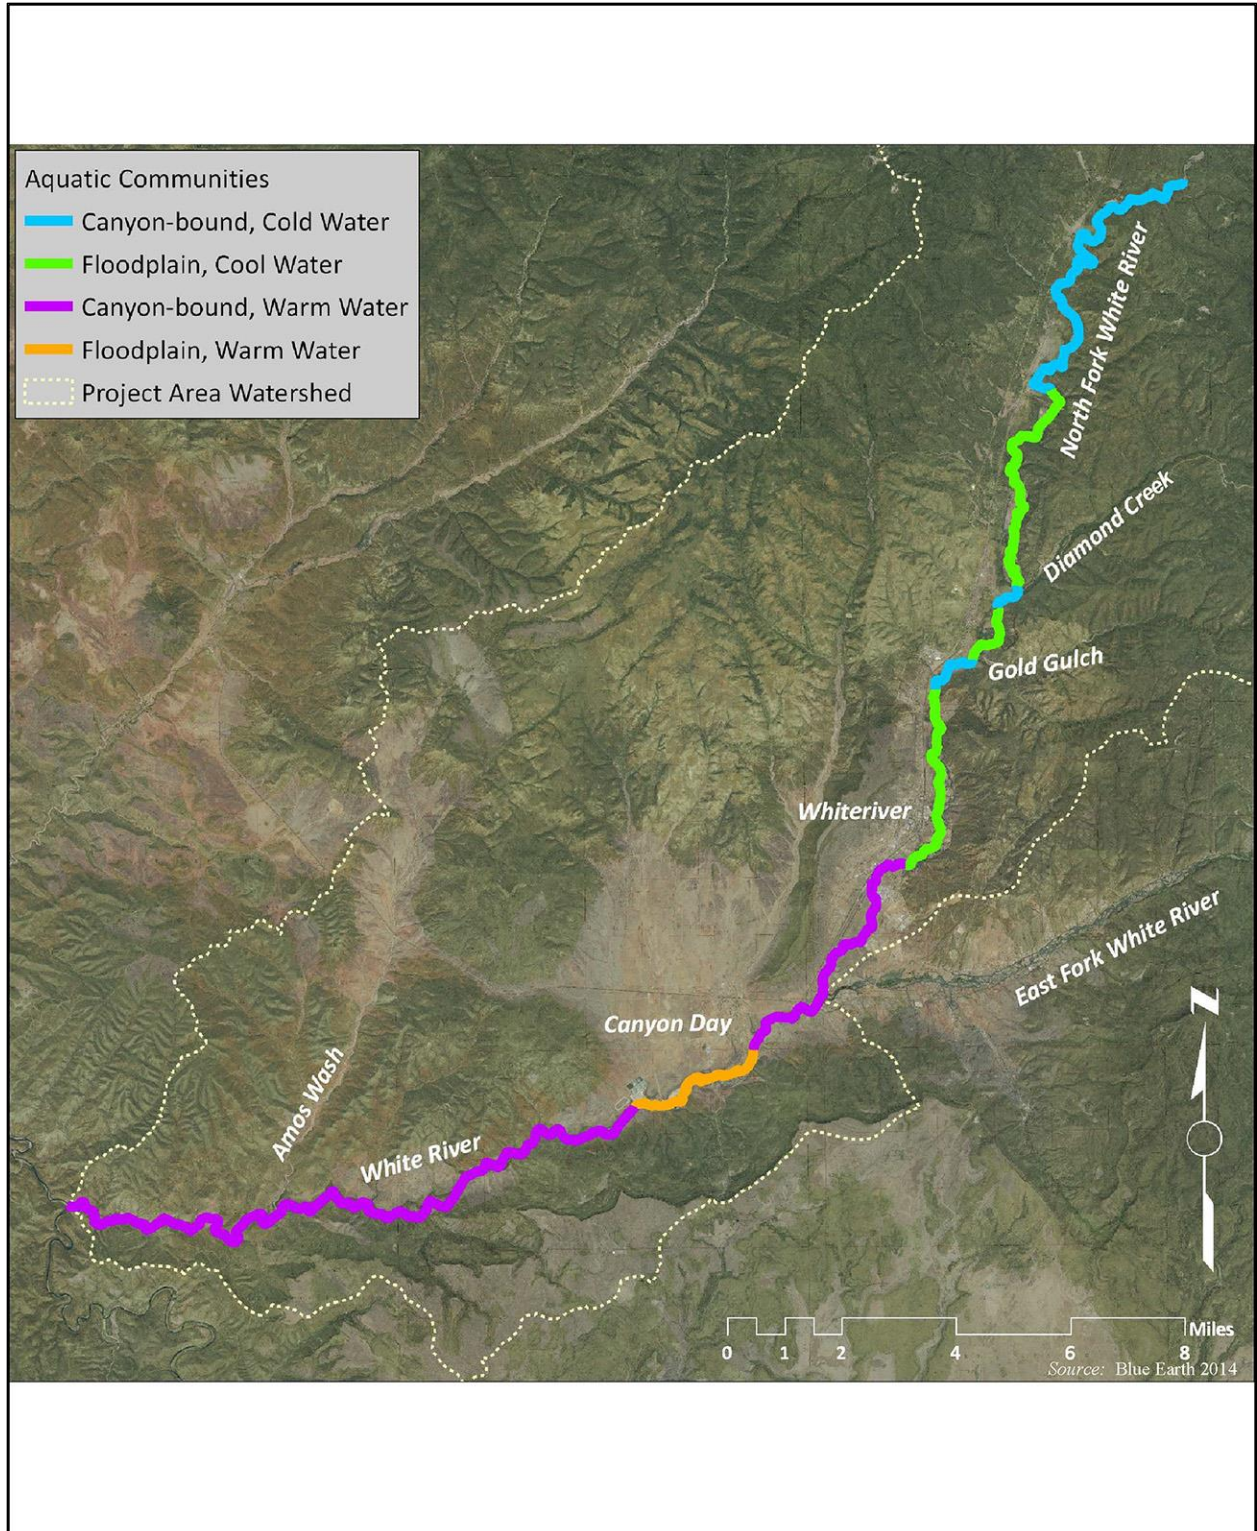 Aquatic Communities
Canyon-bound, Cold Water
Floodplain, Cool Water
Canyon-bound, Warm Water
Floodplain, Warm Water
Project Area Watershed
North Fork White River
Diamond Creek
Gold Gulch
Whiteriver
East Fork White River
Canyon Day
Amos Wash
White River
N
Miles
0 1 2 4 6 8
Source: Blue Earth 2014